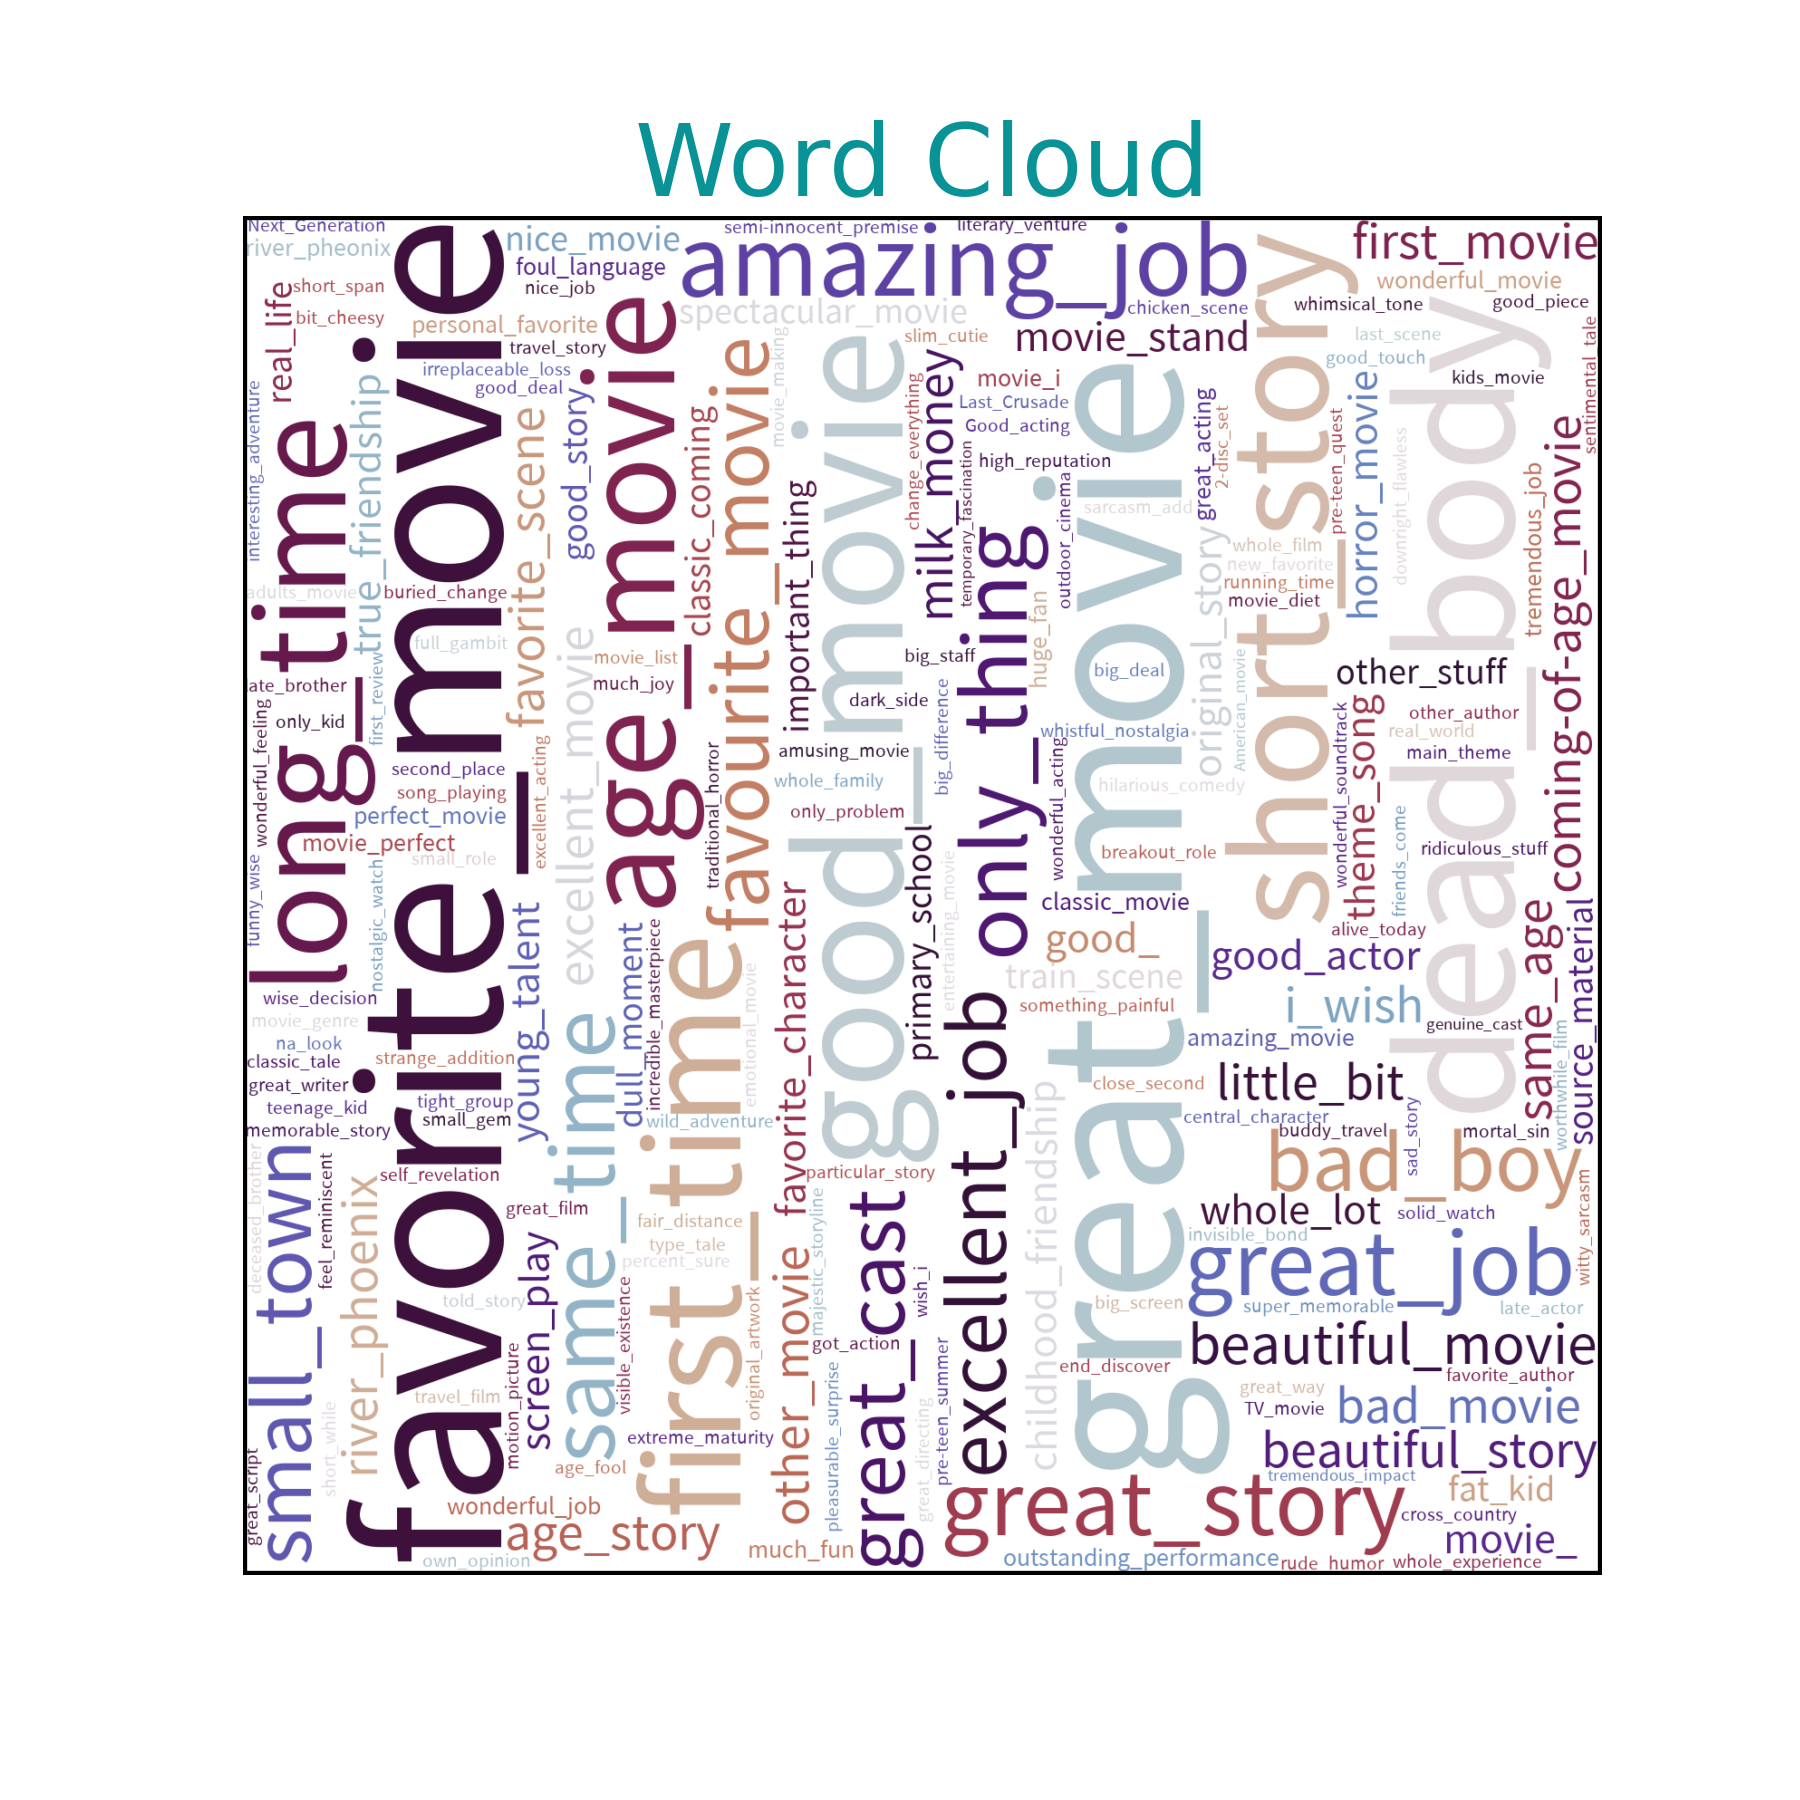 Word Cloud
Next_Generation
river_pheonix
nice_movie
semi-innocent_premise
literary_venture
amazing_job
first_movie
foul_language
nice_job
short_span
real_life
bit_cheesy
personal_favorite
travel_story
irreplaceable_loss
good_deal
spectacular_movie
chicken_scene
wonderful_movie
whimsical_tone
good_piece
slim_cutie
movie_stand
last_scene
good_touch
kids_movie
sentimental_tale
favorite_movie
long_time
true_friendship
interesting_adventure
favorite_scene
good_story
age_movie
classic_coming
favourite_movie
movie_making
good_movie
change_everything
milk_money
movie_i
Last_Crusade
Good_acting
high_reputation
temporary_fascination
only_thing
outdoor_cinema
great_movie
sarcasm_add
great_acting
2-disc_set
short_story
pre-teen_quest
horror_movie
downright_flawless
dead_body
tremendous_job
coming-of-age_movie
adults_movie
buried_change
full_gambit
excellent_movie
movie_list
much_joy
important_thing
big_staff
dark_side
huge_fan
big_deal
original_story
American_movie
whole_film
new_favorite
running_time
movie_diet
other_stuff
other_author
real_world
main_theme
theme_song
wonderful_soundtrack
ate_brother
only_kid
first_review
wonderful_feeling
second_place
song_playing
perfect_movie
movie_perfect
small_role
excellent_acting
traditional_horror
amusing_movie
whole_family
only_problem
big_difference
whistful_nostalgia
wonderful_acting
hilarious_comedy
breakout_role
classic_movie
friends_come
ridiculous_stuff
alive_today
funny_wise
nostalgic_watch
wise_decision
movie_genre
na_look
classic_tale
great_writer
teenage_kid
memorable_story
strange_addition
tight_group
small_gem
self_revelation
young_talent
same_time
dull_moment
incredible_masterpiece
first_time
emotional_movie
favorite_character
primary_school
entertaining_movie
excellent_job
good_
train_scene
something_painful
good_actor
i_wish
amazing_movie
genuine_cast
same_age
source_material
worthwhile_film
close_second
little_bit
central_character
buddy_travel
sad_story
mortal_sin
bad_boy
childhood_friendship
wild_adventure
particular_story
deceased_brother
small_town
feel_reminiscent
river_phoenix
great_film
fair_distance
type_tale
percent_sure
majestic_storyline
great_cast
wish_i
whole_lot
solid_watch
witty_sarcasm
invisible_bond
great_job
super_memorable
late_actor
told_story
screen_play
visible_existence
original_artwork
other_movie
got_action
big_screen
beautiful_movie
end_discover
favorite_author
great_way
TV_movie
bad_movie
travel_film
motion_picture
short_while
great_script
extreme_maturity
age_fool
pleasurable_surprise
great_directing
pre-teen_summer
beautiful_story
tremendous_impact
fat_kid
great_story
cross_country
movie_
wonderful_job
age_story
much_fun
own_opinion
outstanding_performance
rude_humor
whole_experience